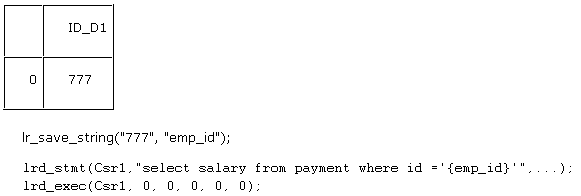 ID_D1
0 777
lr_save_string("777", "emp_id");
lrd_stmt(Csr1,"select salary from payment where id ='{emp_id}'",....);
lrd_exec(Csr1, 0, 0, 0, 0, 0);